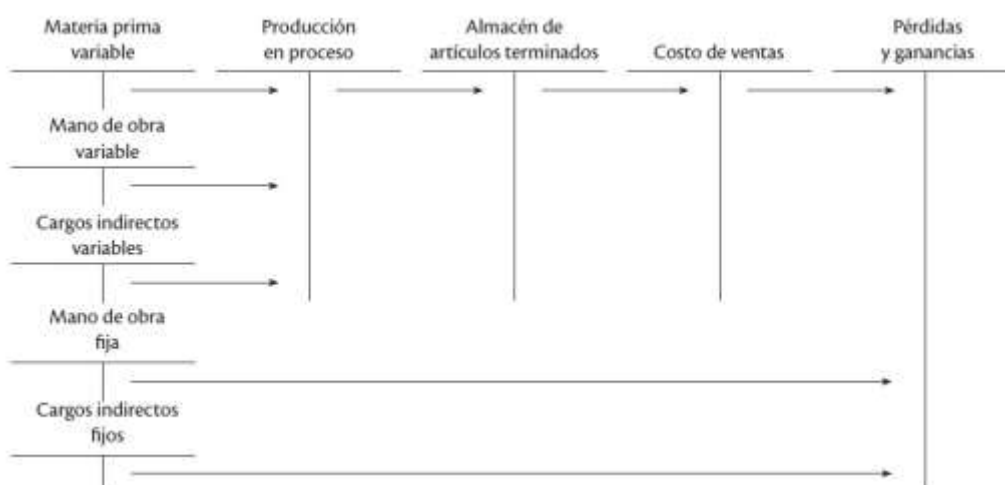 Materia prima
variable
Producción
en proceso
Almacén de
artículos terminados
Costo de ventas
Pérdidas
y ganancias
Mano de obra
variable
Cargos indirectos
variables
Mano de obra
fija
Cargos indirectos
fijos